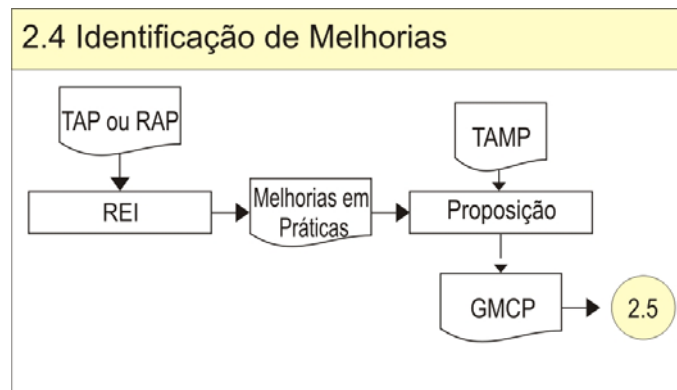 2.4 Identificação de Melhorias
TAP ou RAP
TAMP
REI
Melhorias em
Práticas
Proposição
GMCP
2.5